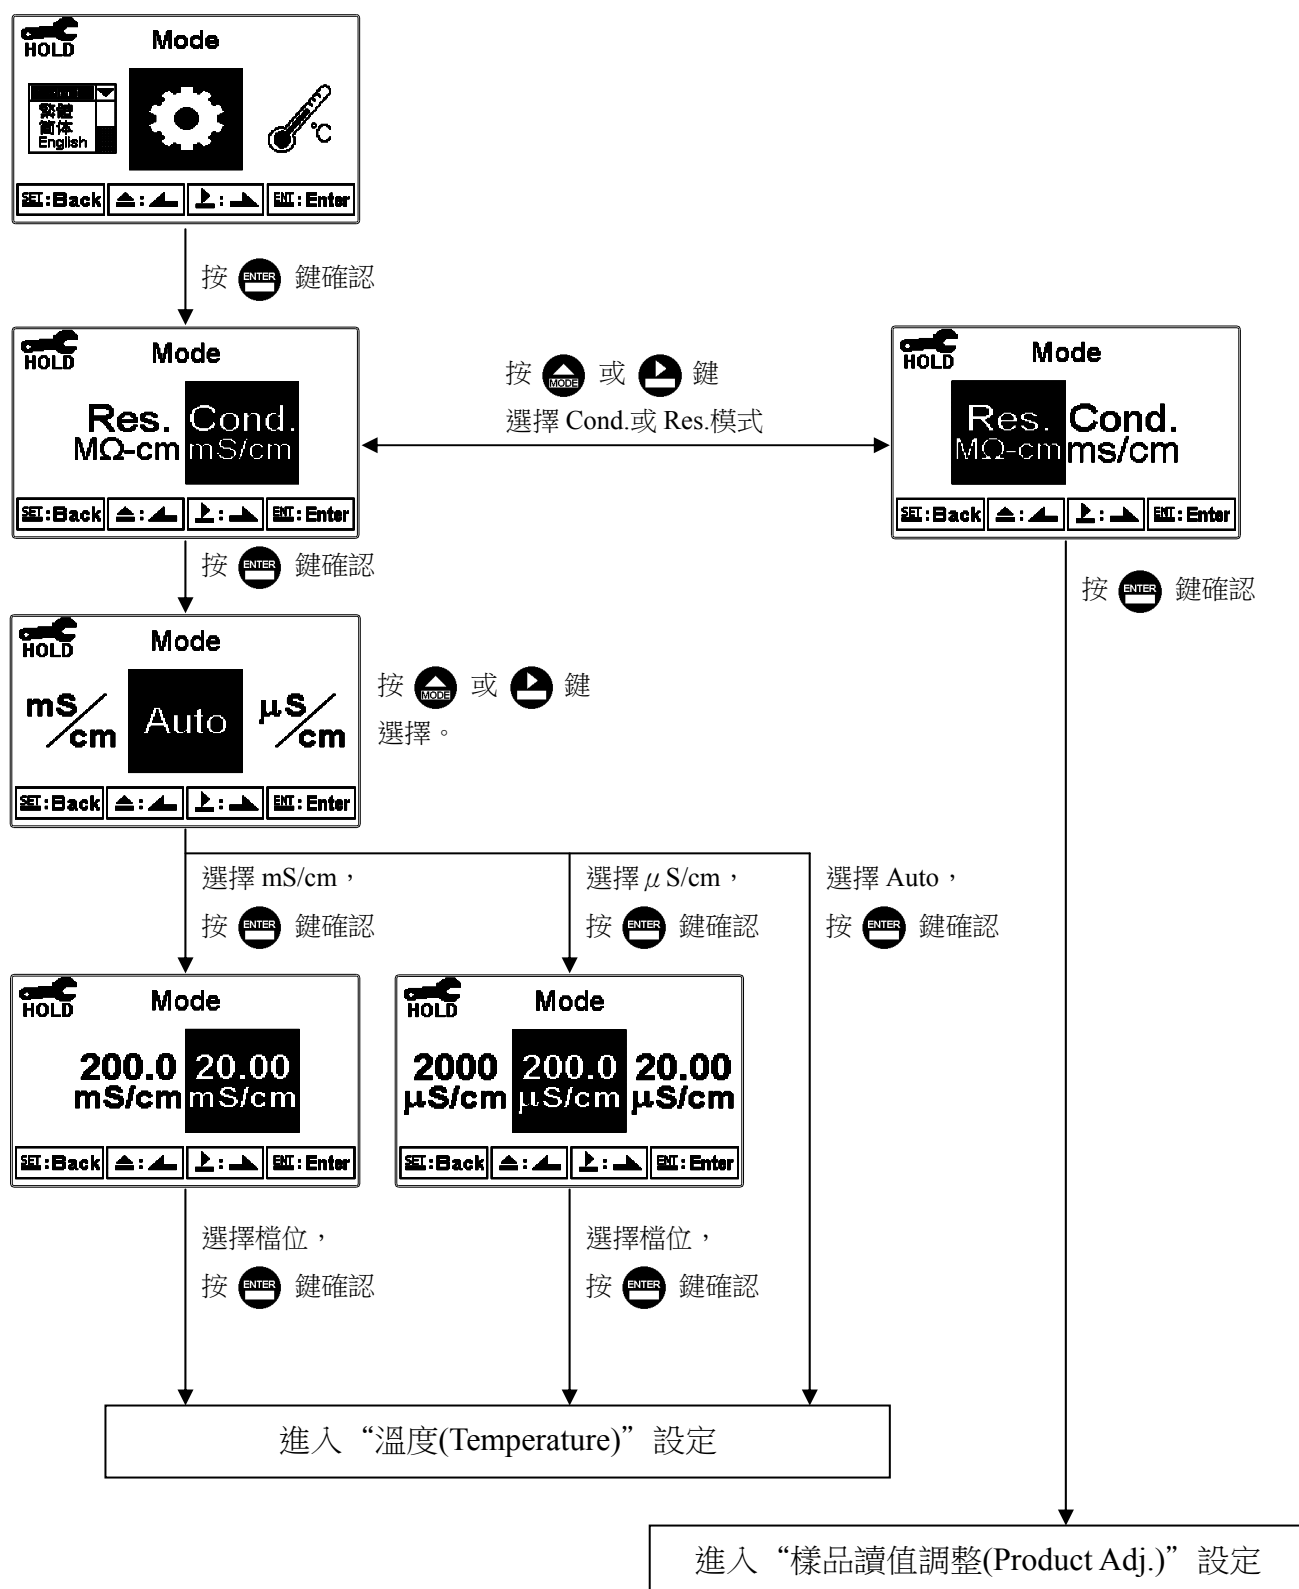 HOLD Mode
繁體
简体
English
℃
SET:Back ENT:Enter
按 ENTER 鍵確認
HOLD Mode
Res. Cond.
MΩ-cm mS/cm
SET:Back ENT:Enter
按 MODE 或 鍵
選擇 Cond.或 Res.模式
HOLD Mode
Res. Cond.
MΩ-cm ms/cm
SET:Back ENT:Enter
按 ENTER 鍵確認
按 ENTER 鍵確認
HOLD Mode
mS/cm Auto μS/cm
SET:Back ENT:Enter
按 MODE 或 鍵
選擇。
選擇 mS/cm，
按 ENTER 鍵確認
選擇 μ S/cm，
按 ENTER 鍵確認
選擇 Auto，
按 ENTER 鍵確認
HOLD Mode
200.0 20.00
mS/cm mS/cm
SET:Back ENT:Enter
HOLD Mode
2000 200.0 20.00
μS/cm μS/cm μS/cm
SET:Back ENT:Enter
選擇檔位，
按 ENTER 鍵確認
選擇檔位，
按 ENTER 鍵確認
進入“溫度(Temperature)”設定
進入“樣品讀值調整(Product Adj.)”設定